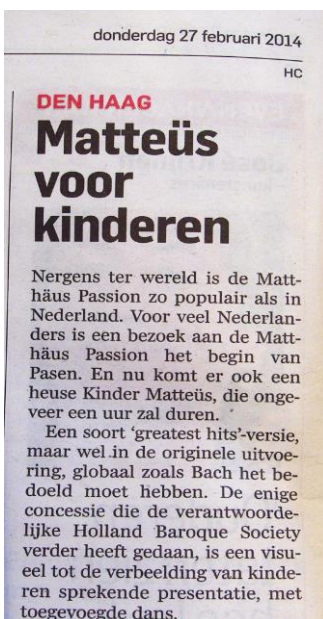 donderdag 27 februari 2014
HC
DEN HAAG
Matteüs
voor
kinderen
Nergens ter wereld is de Matt-
häus Passion zo populair als in
Nederland. Voor veel Nederlan-
ders is een bezoek aan de Matt-
häus Passion het begin van
Pasen. En nu komt er ook een
heuse Kinder Matteüs, die onge-
veer een uur zal duren.
Een soort ‘greatest hits’-versie,
maar wel in de originele uitvoe-
ring, globaal zoals Bach het be-
doeld moet hebben. De enige
concessie die de verantwoorde-
lijke Holland Baroque Society
verder heeft gedaan, is een visu-
eel tot de verbeelding van kinde-
ren sprekende presentatie, met
toegevoegde dans.